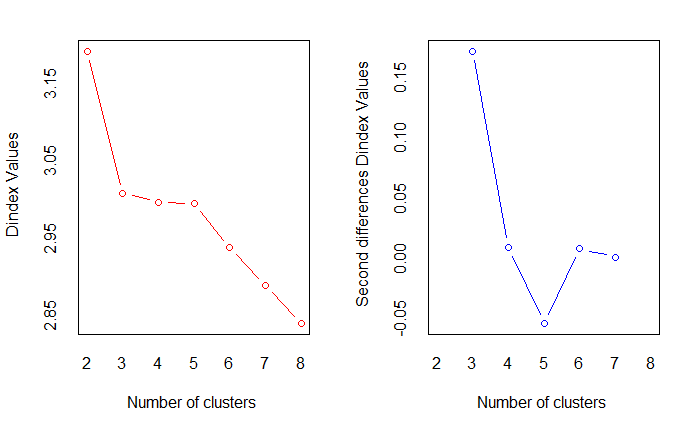 Dindex Values
3.15
3.05
2.95
2.85
2 3 4 5 6 7 8
Number of clusters
Second differences Dindex Values
0.15
0.10
0.05
0.00
-0.05
2 3 4 5 6 7 8
Number of clusters